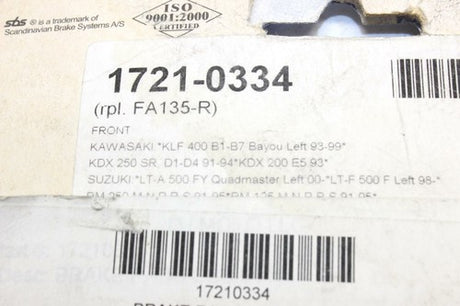 sbs ® is a trademark of
Scandinavian Brake Systems A/S
ISO
9001:2000
CERTIFIED
1721-0334
(rpl. FA135-R)
FRONT
KAWASAKI *KLF 400 B1-B7 Bayou Left 93-99*
KDX 250 SR, D1-D4 91-94*KDX 200 E5 93*
SUZUKI *LT-A 500 FY Quadmaster Left 00-*LT-F 500 F Left 98-*
17210334